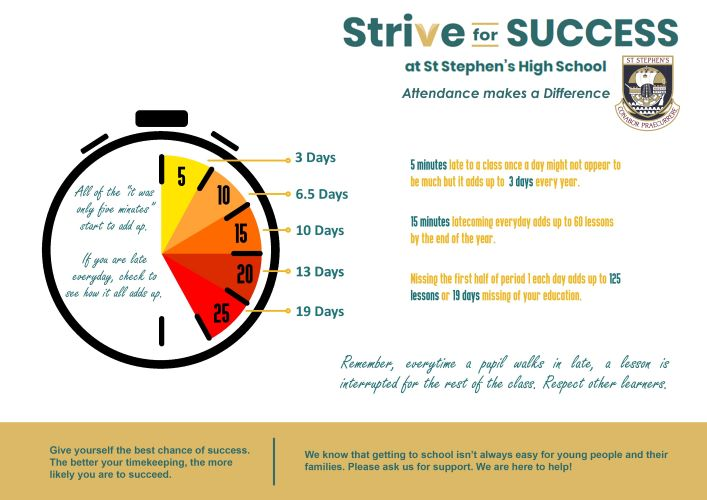 Strive for SUCCESS
at St Stephen's High School
Attendance makes a Difference
ST STEPHEN'S
CONABOR PRAECURRERE
3 Days
6.5 Days
10 Days
13 Days
19 Days
5
10
15
20
25
All of the "it was
only five minutes"
start to add up.
If you are late
everyday, check to
see how it all adds up.
5 minutes late to a class once a day might not appear to
be much but it adds up to 3 days every year.
15 minutes latecoming everyday adds up to 60 lessons
by the end of the year.
Missing the first half of period 1 each day adds up to 125
lessons or 19 days missing of your education.
Remember, everytime a pupil walks in late, a lesson is
interrupted for the rest of the class. Respect other learners.
Give yourself the best chance of success.
The better your timekeeping, the more
likely you are to succeed.
We know that getting to school isn't always easy for young people and their
families. Please ask us for support. We are here to help!